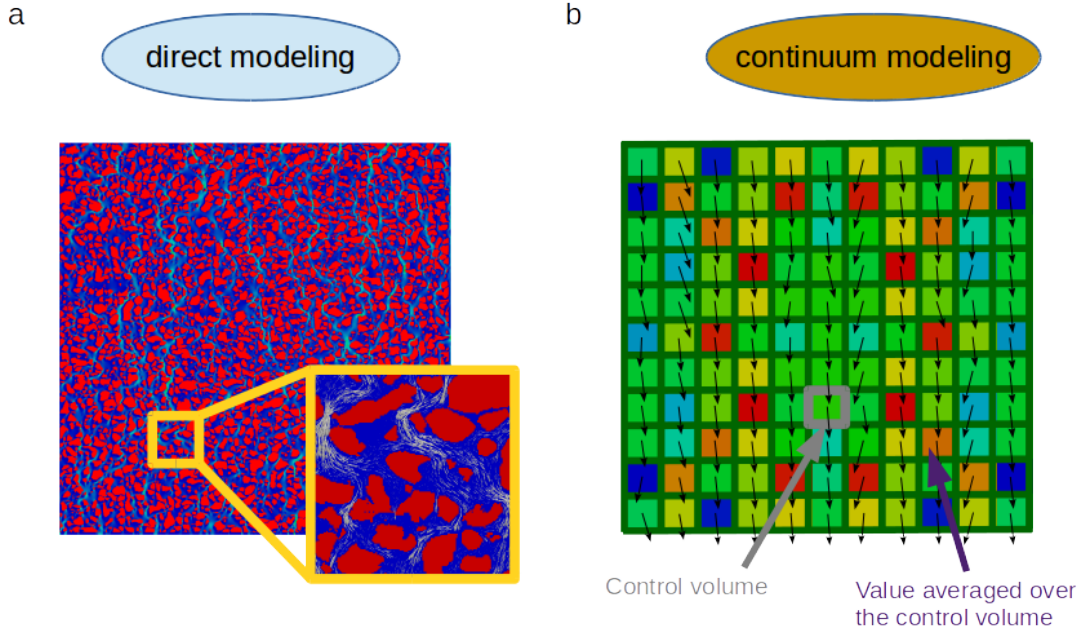 a
direct modeling
b
continuum modeling
Control volume
Value averaged over
the control volume